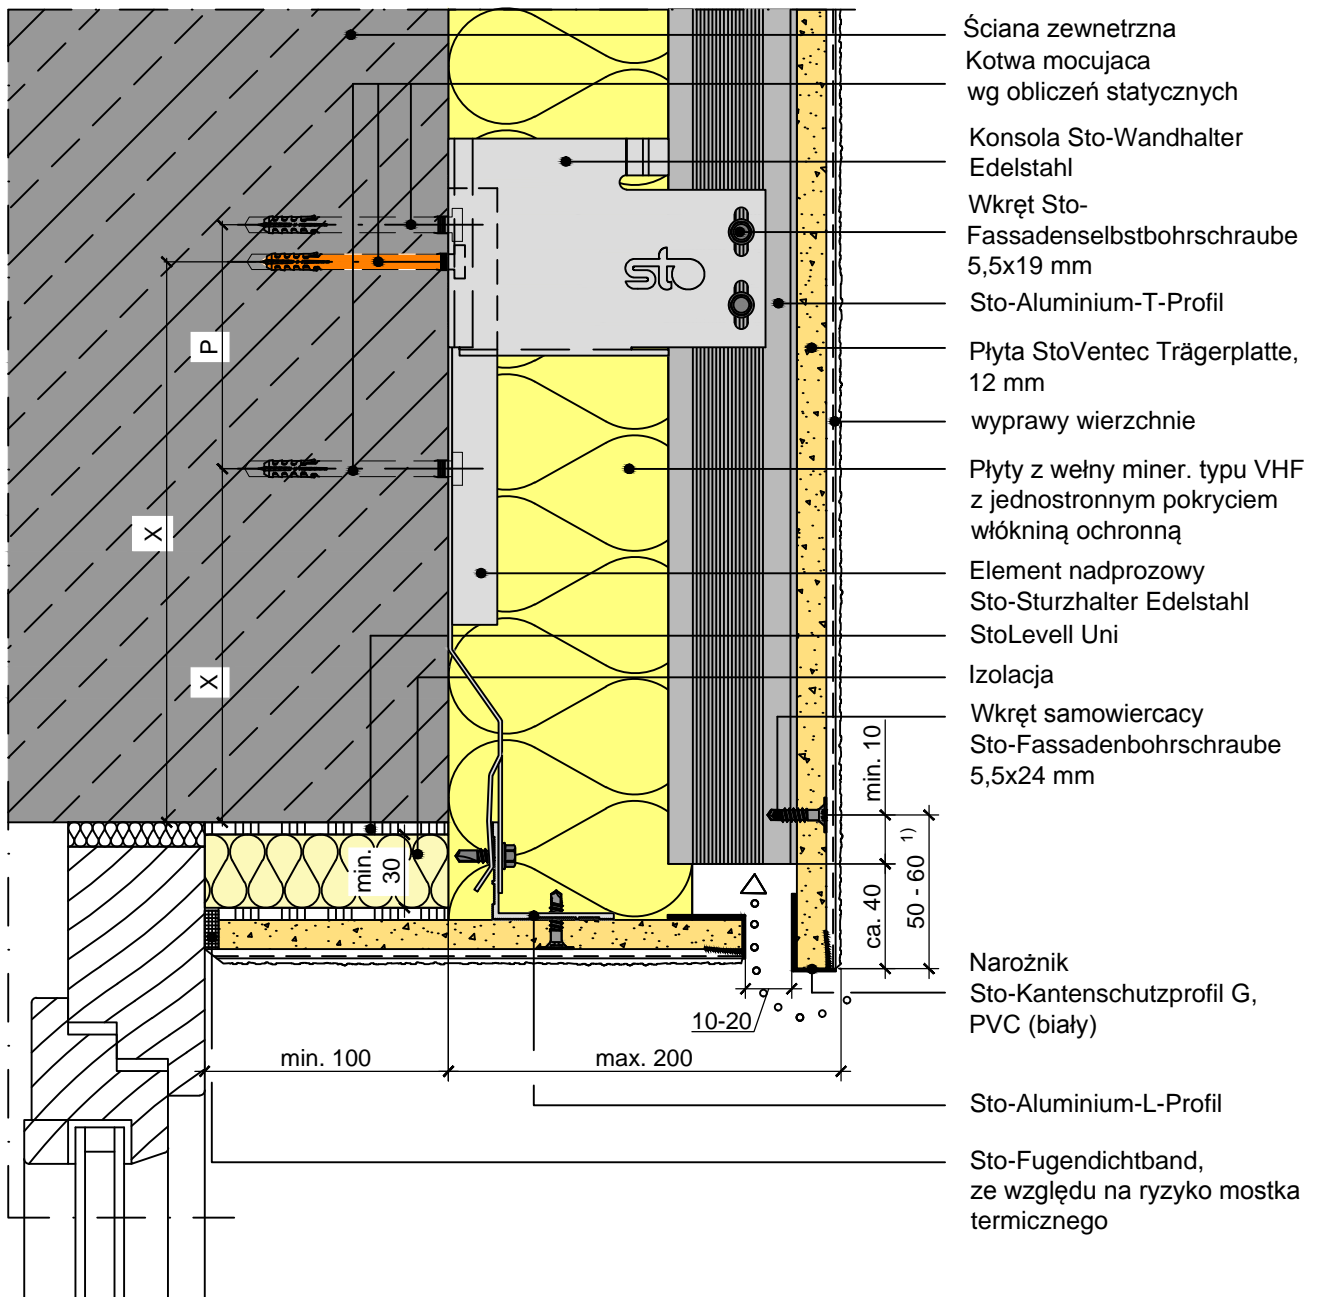 Ściana zewnetrzna
Kotwa mocujaca
wg obliczeń statycznych
Konsola Sto-Wandhalter
Edelstahl
Wkręt Sto-
Fassadenselbstbohrschraube
5,5x19 mm
Sto-Aluminium-T-Profil
Płyta StoVentec Trägerplatte,
12 mm
wyprawy wierzchnie
Płyty z wełny miner. typu VHF
z jednostronnym pokryciem
włókniną ochronną
Element nadprozowy
Sto-Sturzhalter Edelstahl
StoLevell Uni
Izolacja
Wkręt samowiercacy
Sto-Fassadenbohrschraube
5,5x24 mm
Narożnik
Sto-Kantenschutzprofil G,
PVC (biały)
Sto-Aluminium-L-Profil
Sto-Fugendichtband,
ze względu na ryzyko mostka
termicznego
sto
P
X
X
min.
30
min. 10
ca. 40
50 - 60 1)
10-20
min. 100
max. 200